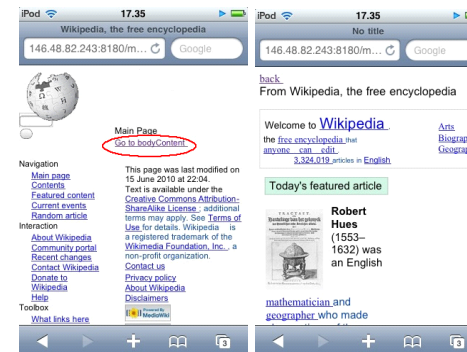 iPod
17.35
Wikipedia, the free encyclopedia
146.48.82.243:8180/m...
Google
Main Page
Go to bodyContent
Navigation
Main page
Contents
Featured content
Current events
Random article
Interaction
About Wikipedia
Community portal
Recent changes
Contact Wikipedia
Donate to
Wikipedia
Help
Toolbox
What links here
This page was last modified on
15 June 2010 at 22:04.
Text is available under the
Creative Commons Attribution-
ShareAlike License ; additional
terms may apply. See Terms of
Use for details. Wikipedia is
a registered trademark of the
Wikimedia Foundation, Inc. , a
non-profit organization.
Contact us
Privacy policy
About Wikipedia
Disclaimers
Powered By
MediaWiki
3
iPod
17.35
No title
146.48.82.243:8180/m...
Google
back
From Wikipedia, the free encyclopedia
Welcome to Wikipedia ,
the free encyclopedia that
anyone can edit .
3,324,019 articles in English
Arts
Biograp
Geograp
Today's featured article
Robert
Hues
(1553–
1632) was
an English
mathematician and
geographer who made
3